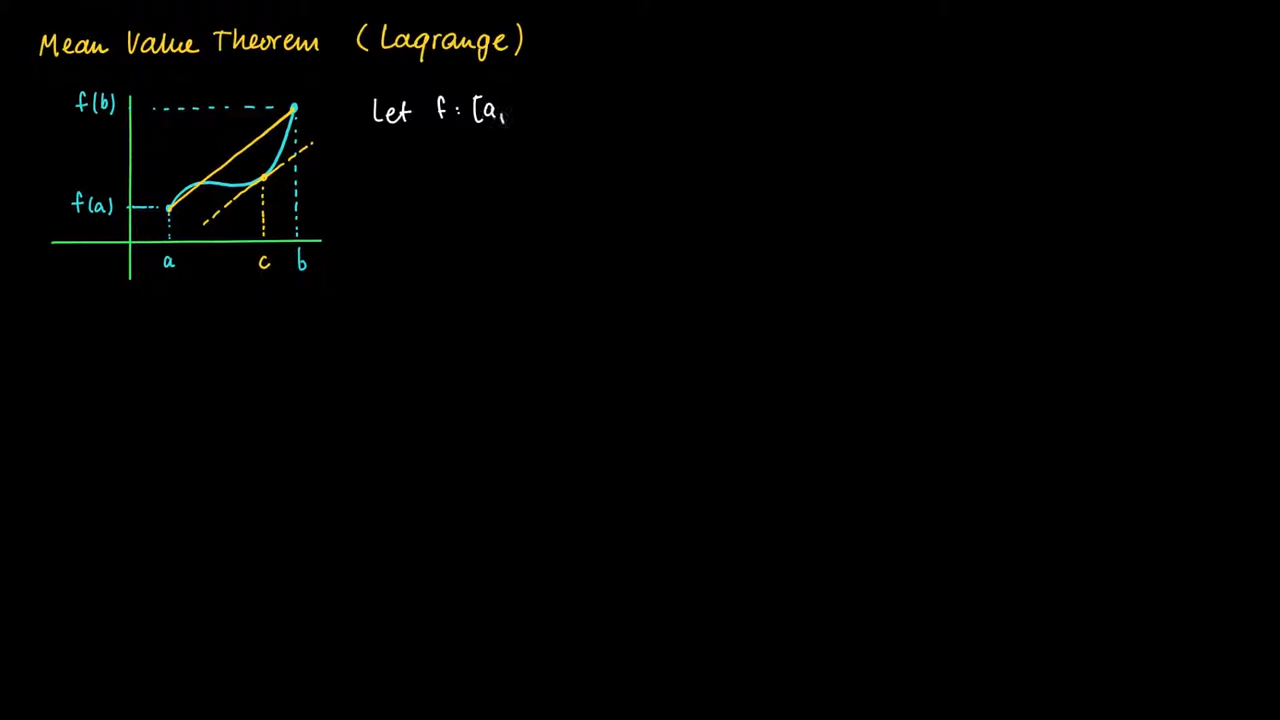 Mean Value Theorem (Lagrange)
f(b)
Let f: [a,
f(a)
a c b